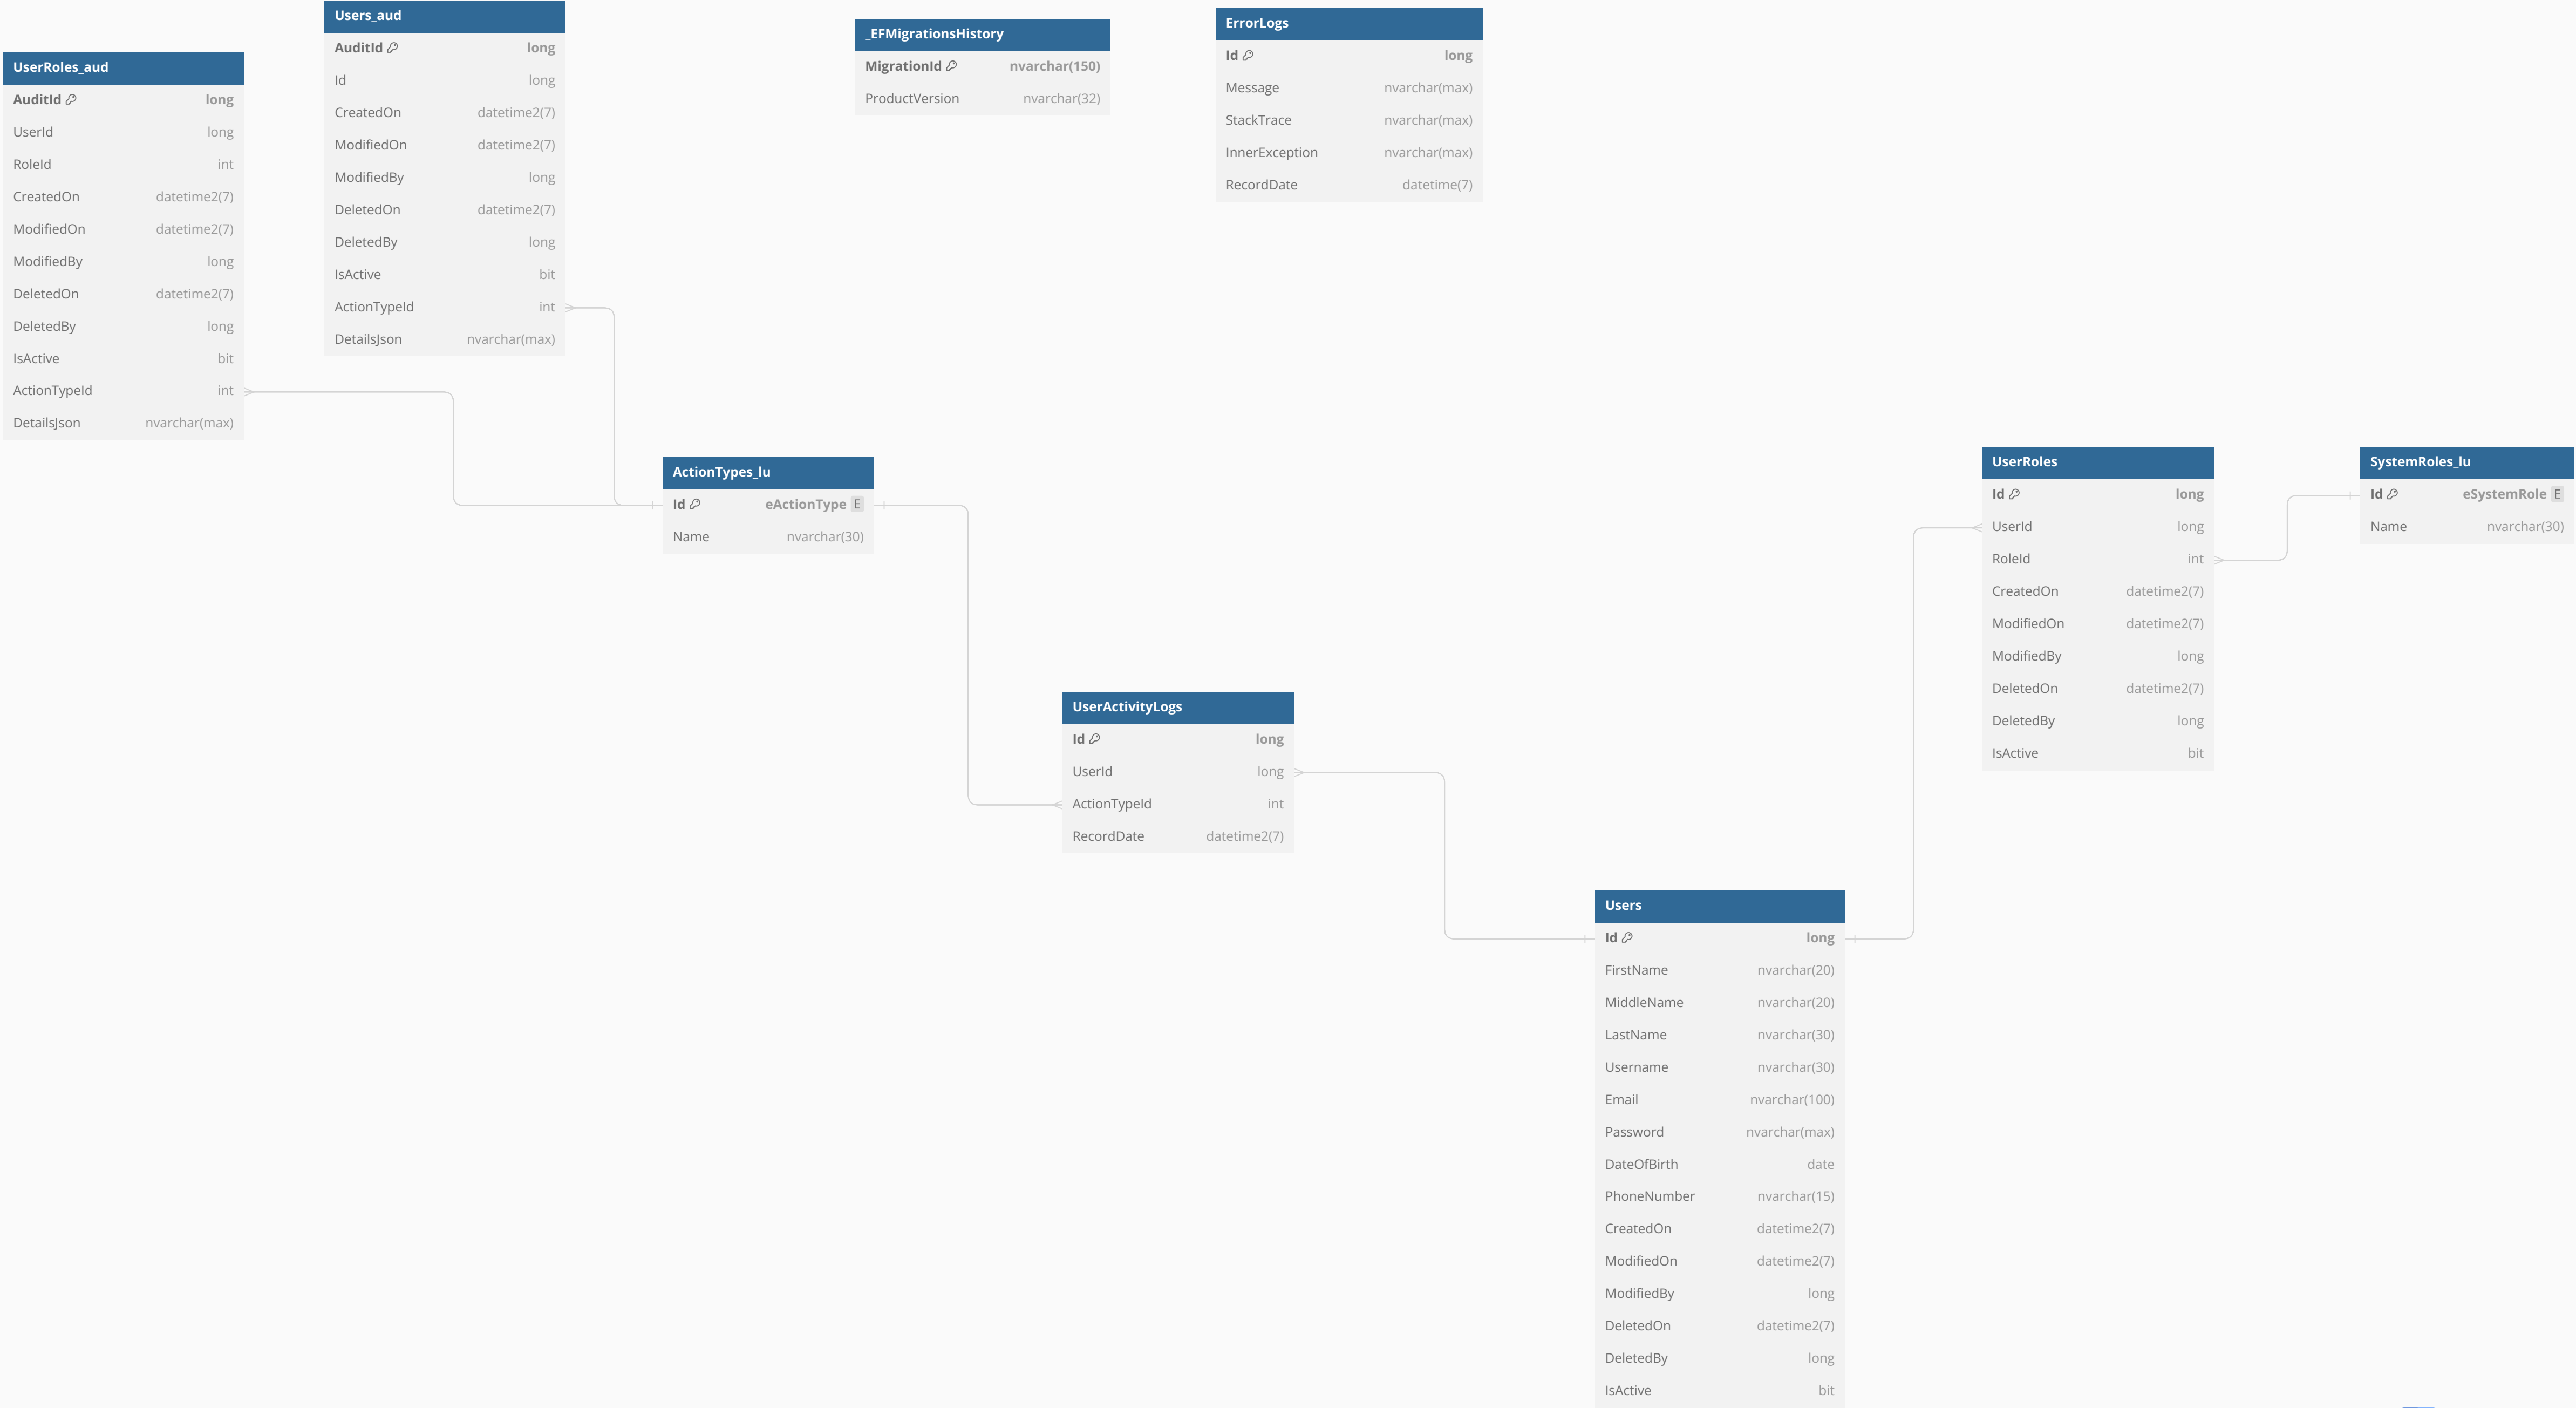 UserRoles_aud
AuditId long
UserId long
RoleId int
CreatedOn datetime2(7)
ModifiedOn datetime2(7)
ModifiedBy long
DeletedOn datetime2(7)
DeletedBy long
IsActive bit
ActionTypeId int
DetailsJson nvarchar(max)
Users_aud
AuditId long
Id long
CreatedOn datetime2(7)
ModifiedOn datetime2(7)
ModifiedBy long
DeletedOn datetime2(7)
DeletedBy long
IsActive bit
ActionTypeId int
DetailsJson nvarchar(max)
_EFMigrationsHistory
MigrationId nvarchar(150)
ProductVersion nvarchar(32)
ErrorLogs
Id long
Message nvarchar(max)
StackTrace nvarchar(max)
InnerException nvarchar(max)
RecordDate datetime(7)
ActionTypes_lu
Id eActionType E
Name nvarchar(30)
UserActivityLogs
Id long
UserId long
ActionTypeId int
RecordDate datetime2(7)
Users
Id long
FirstName nvarchar(20)
MiddleName nvarchar(20)
LastName nvarchar(30)
Username nvarchar(30)
Email nvarchar(100)
Password nvarchar(max)
DateOfBirth date
PhoneNumber nvarchar(15)
CreatedOn datetime2(7)
ModifiedOn datetime2(7)
ModifiedBy long
DeletedOn datetime2(7)
DeletedBy long
IsActive bit
UserRoles
Id long
UserId long
RoleId int
CreatedOn datetime2(7)
ModifiedOn datetime2(7)
ModifiedBy long
DeletedOn datetime2(7)
DeletedBy long
IsActive bit
SystemRoles_lu
Id eSystemRole E
Name nvarchar(30)